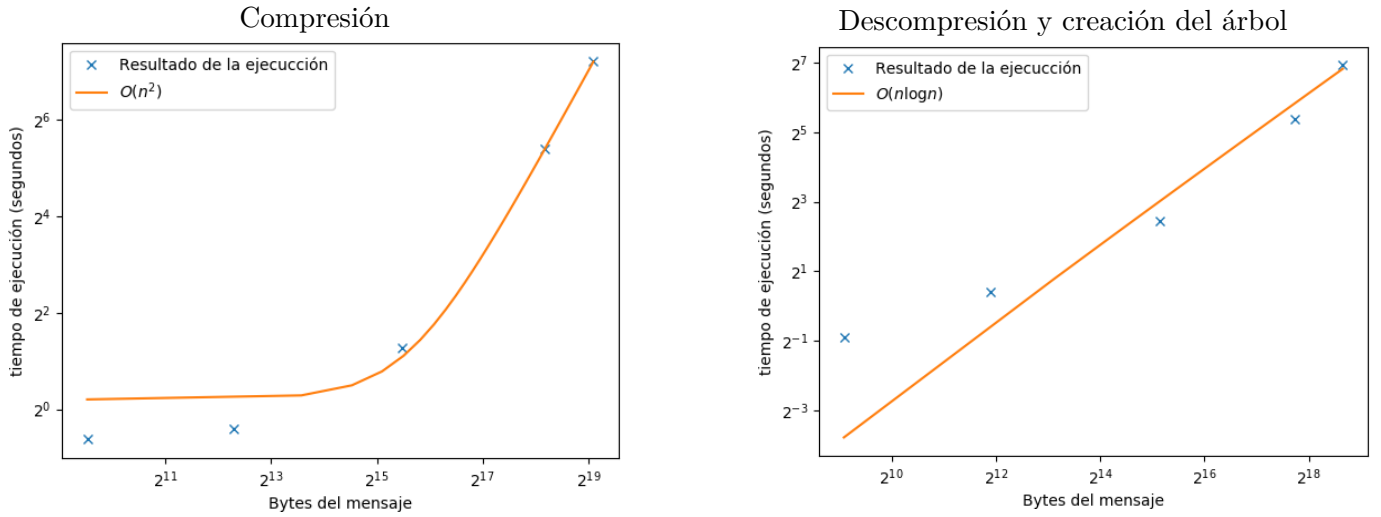 Compresión
Resultado de la ejecucción
O(n²)
2⁶
2⁴
2²
2⁰
tiempo de ejecución (segundos)
2¹¹
2¹³
2¹⁵
2¹⁷
2¹⁹
Bytes del mensaje
Descompresión y creación del árbol
Resultado de la ejecucción
O(nlogn)
2⁷
2⁵
2³
2¹
2⁻¹
2⁻³
tiempo de ejecución (segundos)
2¹⁰
2¹²
2¹⁴
2¹⁶
2¹⁸
Bytes del mensaje